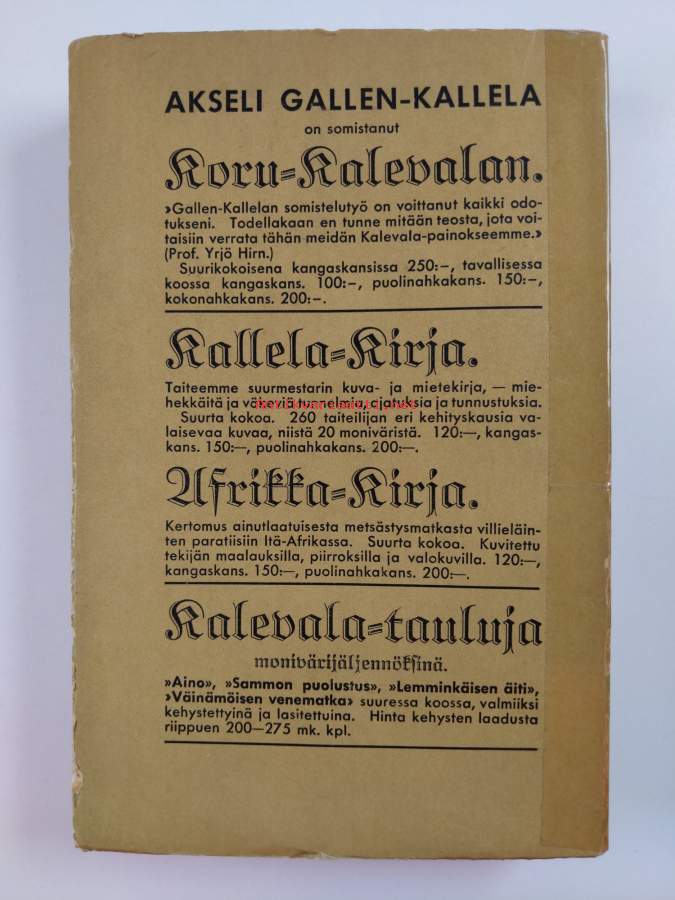 AKSELI GALLEN-KALLELA
on somistanut
Koru=Kalevalan.
»Gallen-Kallelan somistelutyö on voittanut kaikki odo-
tukseni. Todellakaan en tunne mitään teosta, jota voi-
taisiin verrata tähän meidän Kalevala-painokseemme.»
(Prof. Yrjö Hirn.)
Suurikokoisena kangaskansissa 250:–, tavallisessa
koossa kangaskans. 100:–, puolinahkakans. 150:–,
kokonahkakans. 200:–.
Kallela=Kirja.
Taiteemme suurmestarin kuva- ja mietekirja, — mie-
hekkäitä ja väkeviä tunnelmia, ajatuksia ja tunnustuksia.
Suurta kokoa. 260 taiteilijan eri kehityskausia va-
laisevaa kuvaa, niistä 20 moniväristä. 120:—, kangas-
kans. 150:—, puolinahkakans. 200:—.
Afrikka=Kirja.
Kertomus ainutlaatuisesta metsästysmatkasta villieläin-
ten paratiisiin Itä-Afrikassa. Suurta kokoa. Kuvitettu
tekijän maalauksilla, piirroksilla ja valokuvilla. 120:—,
kangaskans. 150:—, puolinahkakans. 200:—.
Kalevala=tauluja
monivärijäljennöksinä.
»Aino», »Sammon puolustus», »Lemminkäisen äiti»,
»Väinämöisen venematka» suuressa koossa, valmiiksi
kehystettyinä ja lasitettuina. Hinta kehysten laadusta
riippuen 200—275 mk. kpl.